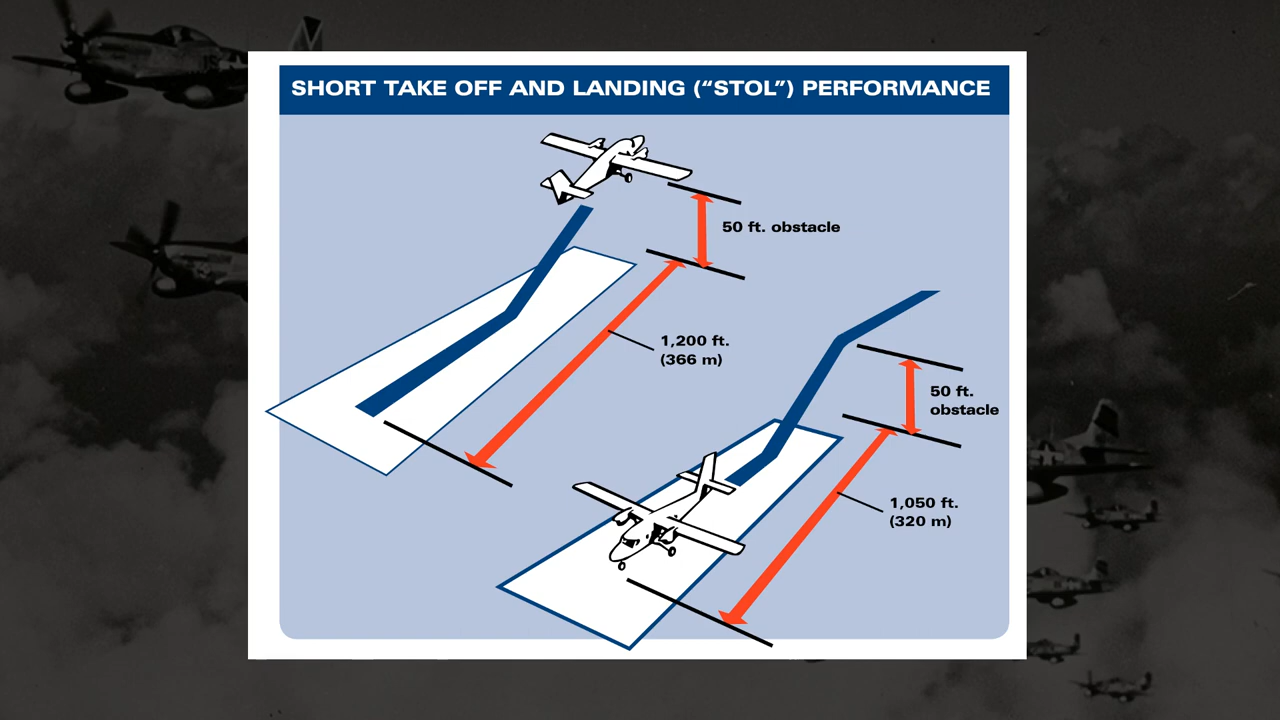 SHORT TAKE OFF AND LANDING (“STOL”) PERFORMANCE
50 ft. obstacle
1,200 ft.
(366 m)
50 ft.
obstacle
1,050 ft.
(320 m)